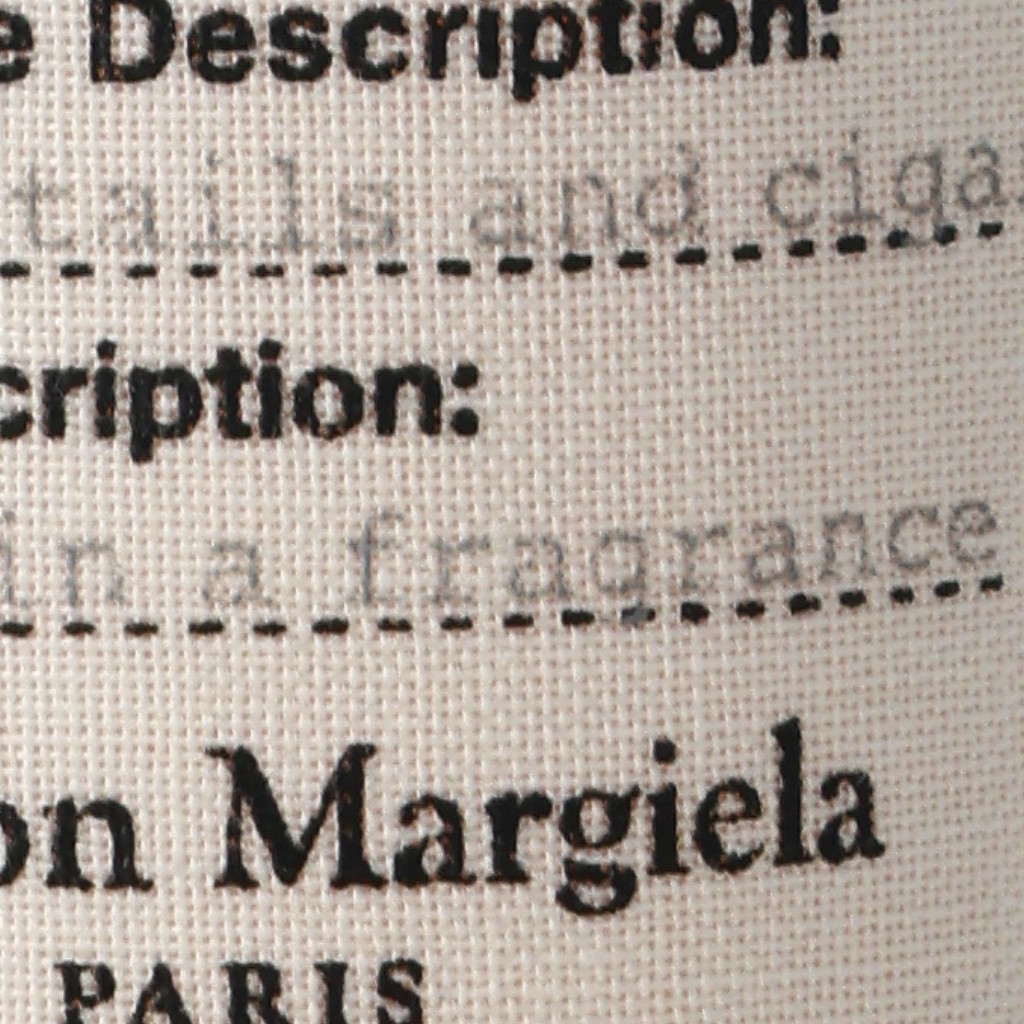 e Description:
tails and ciga
cription:
in a fragrance
on Margiela
PARIS